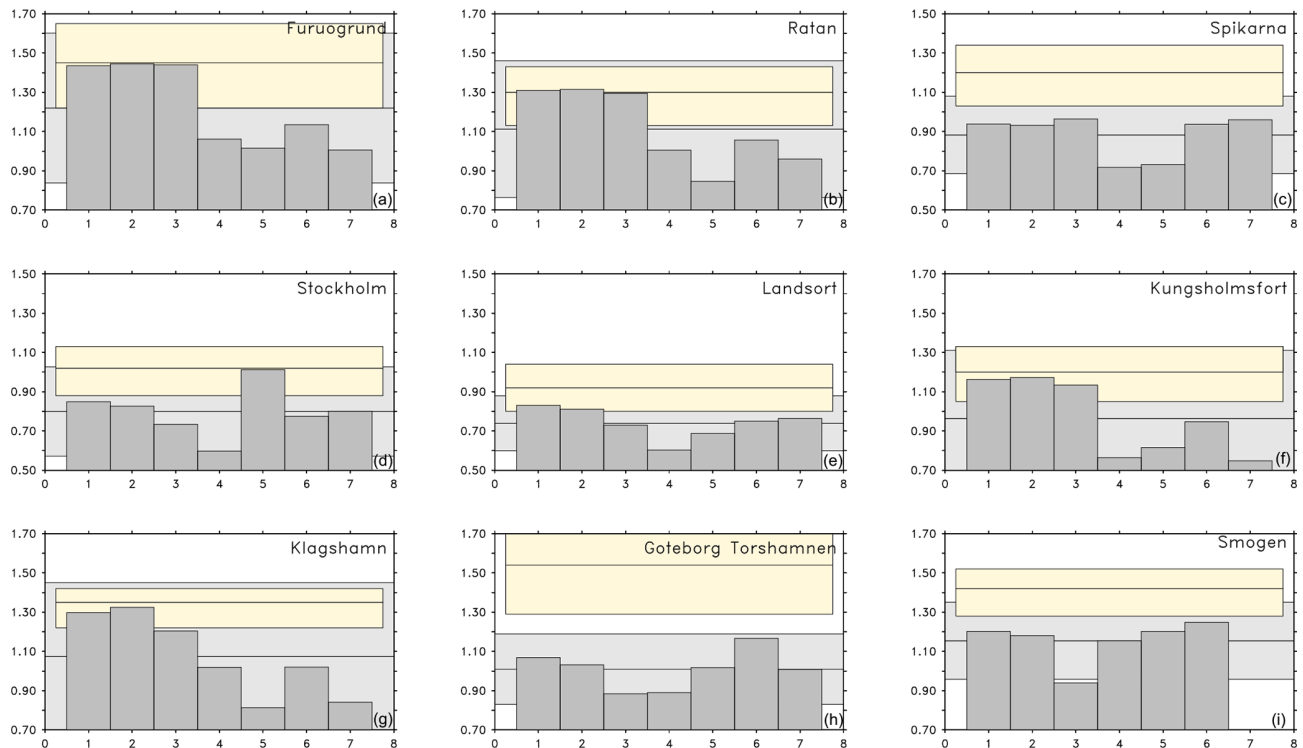 1.70 1.50 1.30 1.10 0.90 0.70
Furuogrund
(a)
0 1 2 3 4 5 6 7 8
1.70 1.50 1.30 1.10 0.90 0.70
Ratan
(b)
0 1 2 3 4 5 6 7 8
1.50 1.30 1.10 0.90 0.70 0.50
Spikarna
(c)
0 1 2 3 4 5 6 7 8
1.50 1.30 1.10 0.90 0.70 0.50
Stockholm
(d)
0 1 2 3 4 5 6 7 8
1.50 1.30 1.10 0.90 0.70 0.50
Landsort
(e)
0 1 2 3 4 5 6 7 8
1.70 1.50 1.30 1.10 0.90 0.70
Kungsholmsfort
(f)
0 1 2 3 4 5 6 7 8
1.70 1.50 1.30 1.10 0.90 0.70
Klagshamn
(g)
0 1 2 3 4 5 6 7 8
1.70 1.50 1.30 1.10 0.90 0.70
Goteborg Torshamnen
(h)
0 1 2 3 4 5 6 7 8
1.70 1.50 1.30 1.10 0.90 0.70
Smogen
(i)
0 1 2 3 4 5 6 7 8